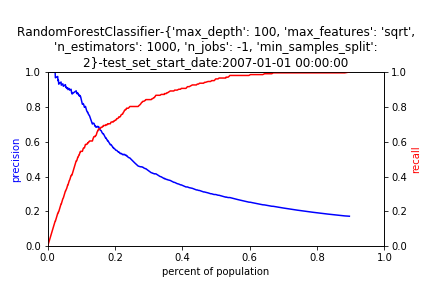 RandomForestClassifier-{'max_depth': 100, 'max_features': 'sqrt',
'n_estimators': 1000, 'n_jobs': -1, 'min_samples_split':
2}-test_set_start_date:2007-01-01 00:00:00
1.0
0.8
0.6
0.4
0.2
0.0
precision
1.0
0.8
0.6
0.4
0.2
0.0
recall
0.0 0.2 0.4 0.6 0.8 1.0
percent of population